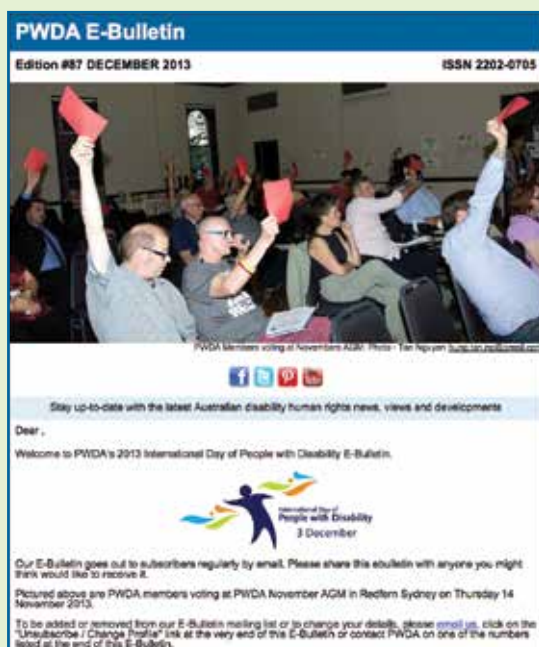 PWDA E-Bulletin
Edition #87 DECEMBER 2013 ISSN 2202-0705
PWDA Members voting at Novembers AGM. Photo - Tan Nguyen
Stay up-to-date with the latest Australian disability human rights news, views and developments
Dear ,
Welcome to PWDA's 2013 International Day of People with Disability E-Bulletin.
International Day of
People with Disability
3 December
Our E-Bulletin goes out to subscribers regularly by email. Please share this ebulletin with anyone you might
think would like to receive it.
Pictured above are PWDA members voting at PWDA November AGM in Redfern Sydney on Thursday 14
November 2013.
To be added or removed from our E-Bulletin mailing list or to change your details, please email us, click on the
"Unsubscribe / Change Profile" link at the very end of this E-Bulletin or contact PWDA on one of the numbers
listed at the end of this E-Bulletin.